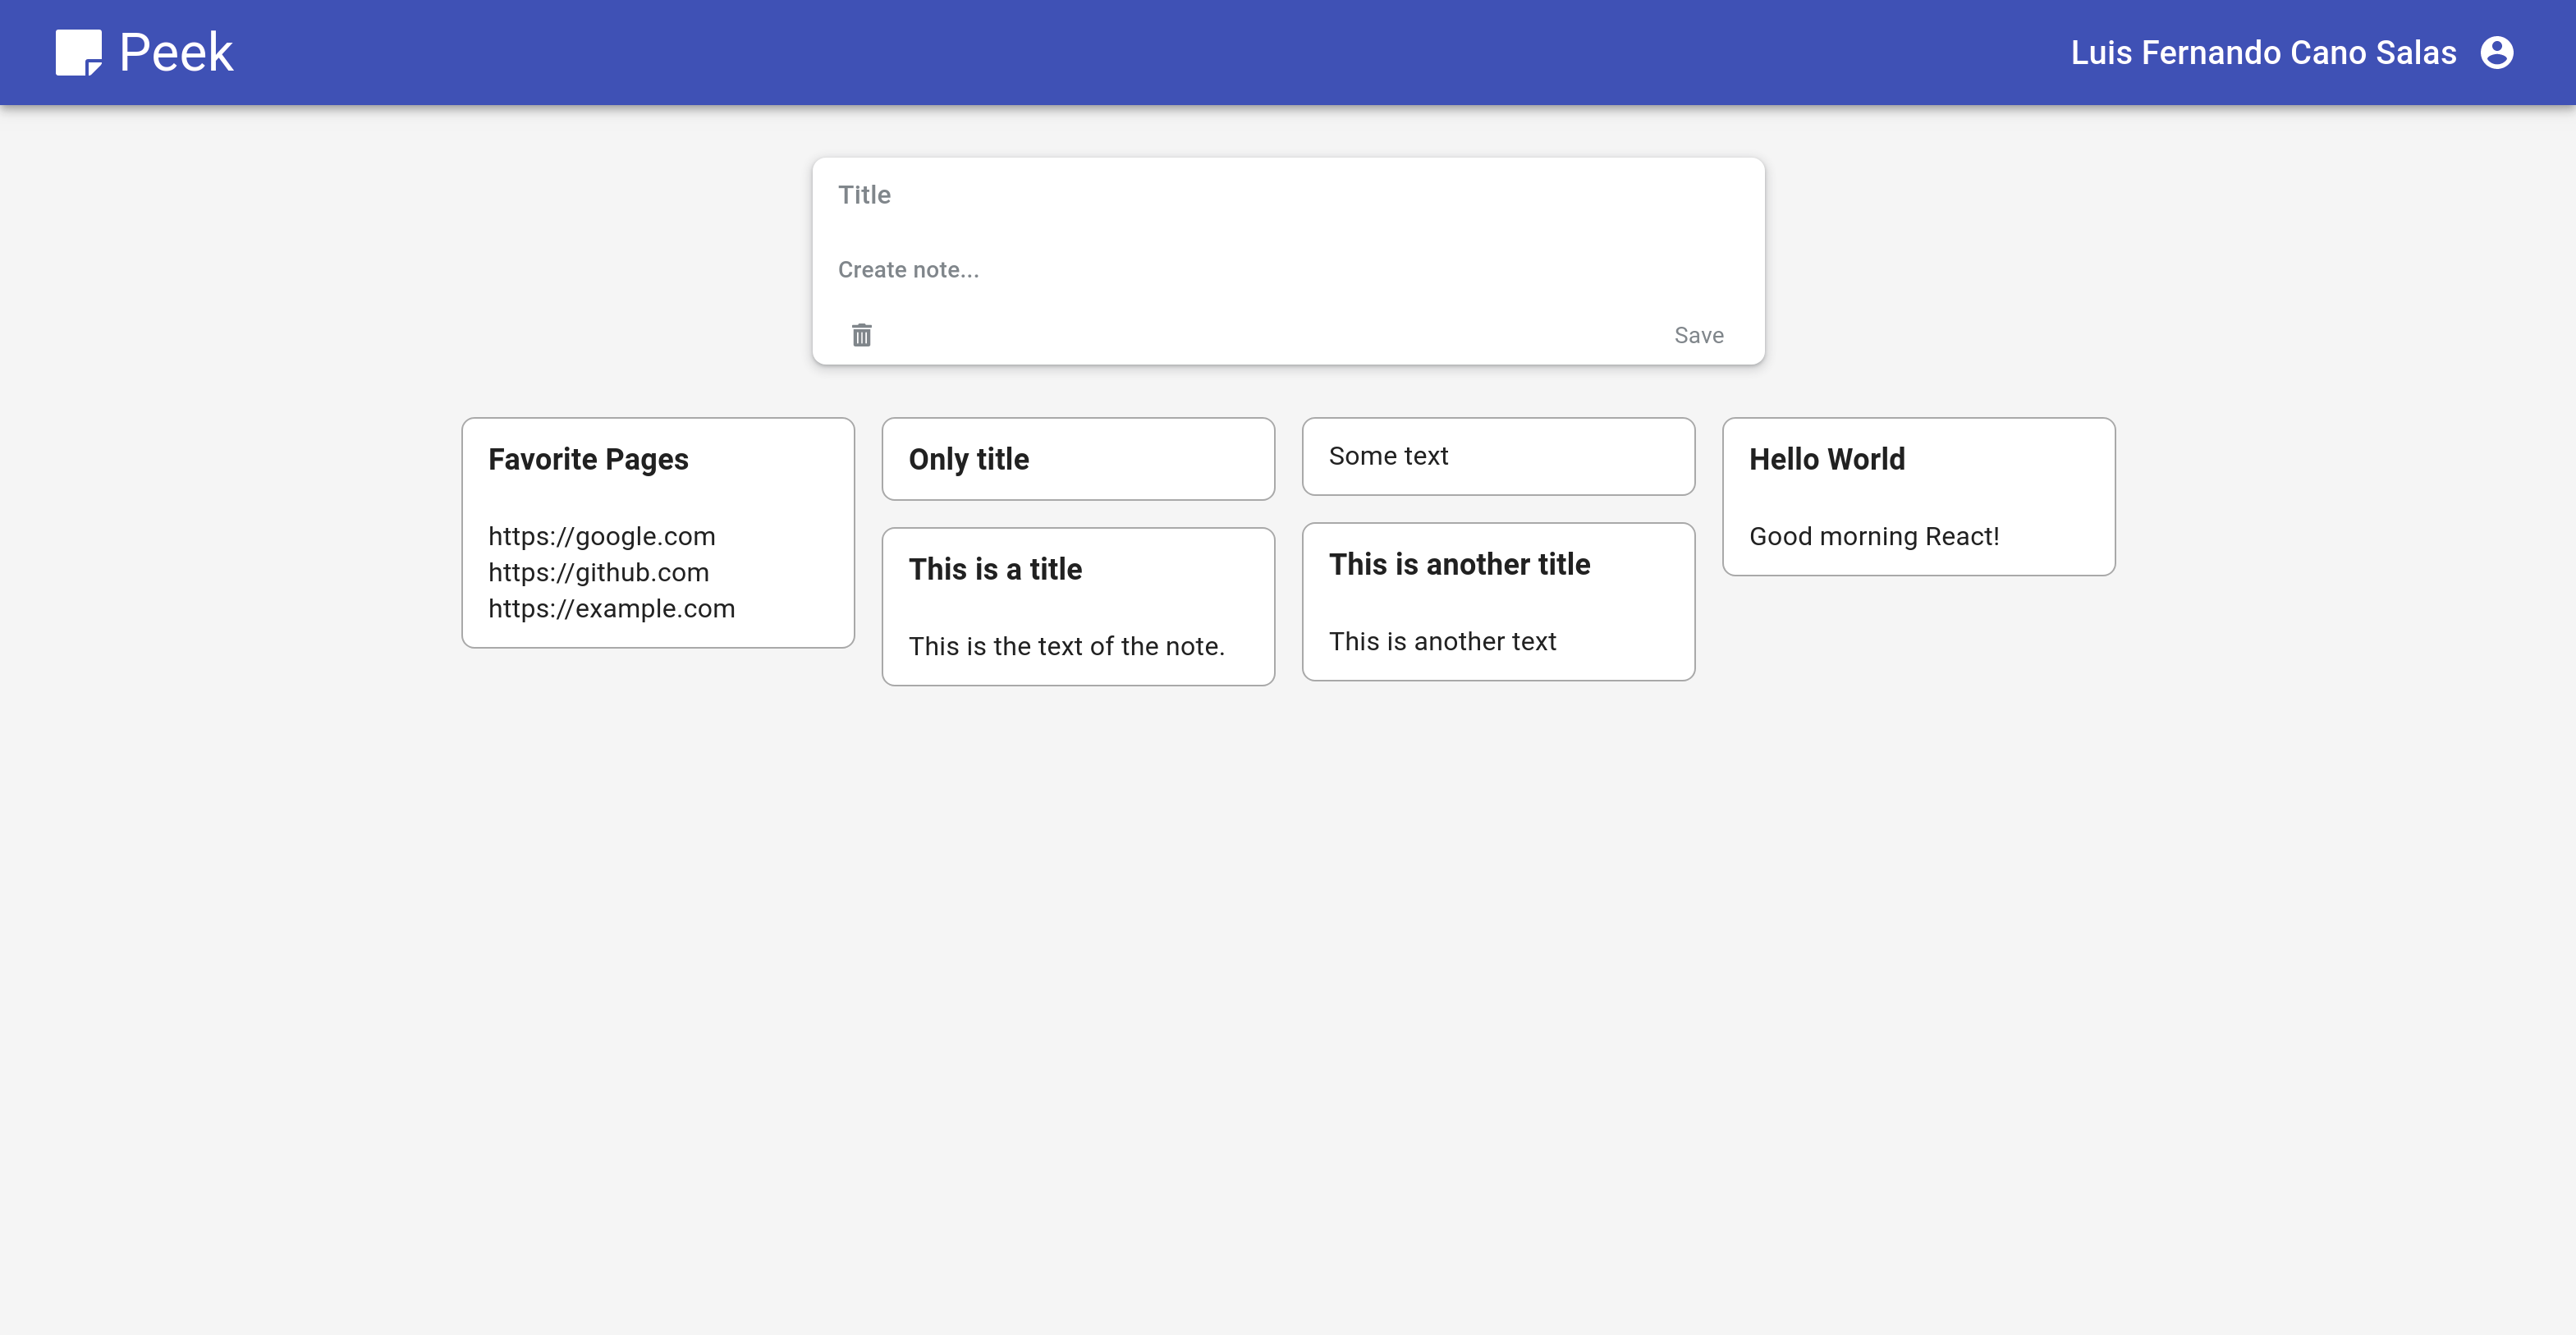 Peek
Luis Fernando Cano Salas
Title
Create note...
Save
Favorite Pages
https://google.com
https://github.com
https://example.com
Only title
This is a title
This is the text of the note.
Some text
This is another title
This is another text
Hello World
Good morning React!